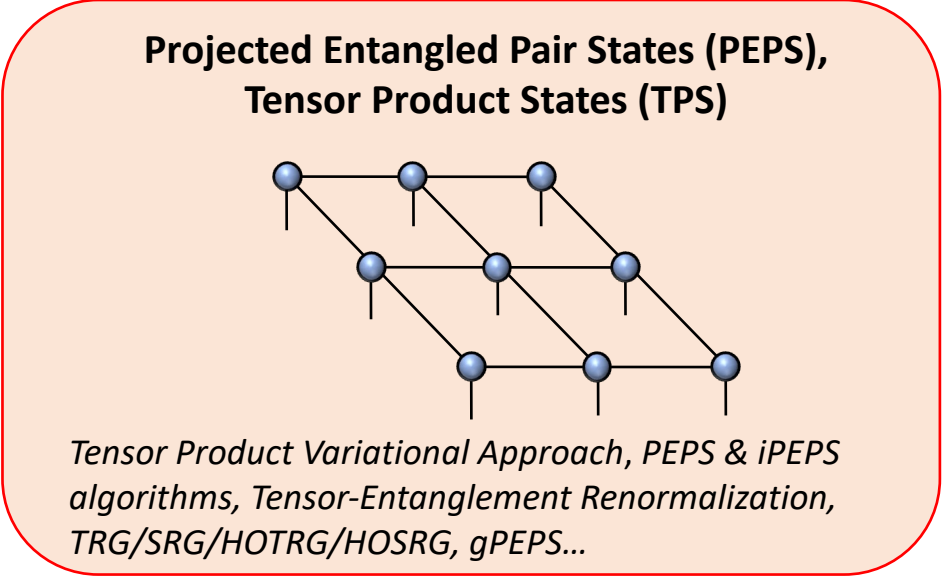 Projected Entangled Pair States (PEPS),
Tensor Product States (TPS)
Tensor Product Variational Approach, PEPS & iPEPS
algorithms, Tensor-Entanglement Renormalization,
TRG/SRG/HOTRG/HOSRG, gPEPS...